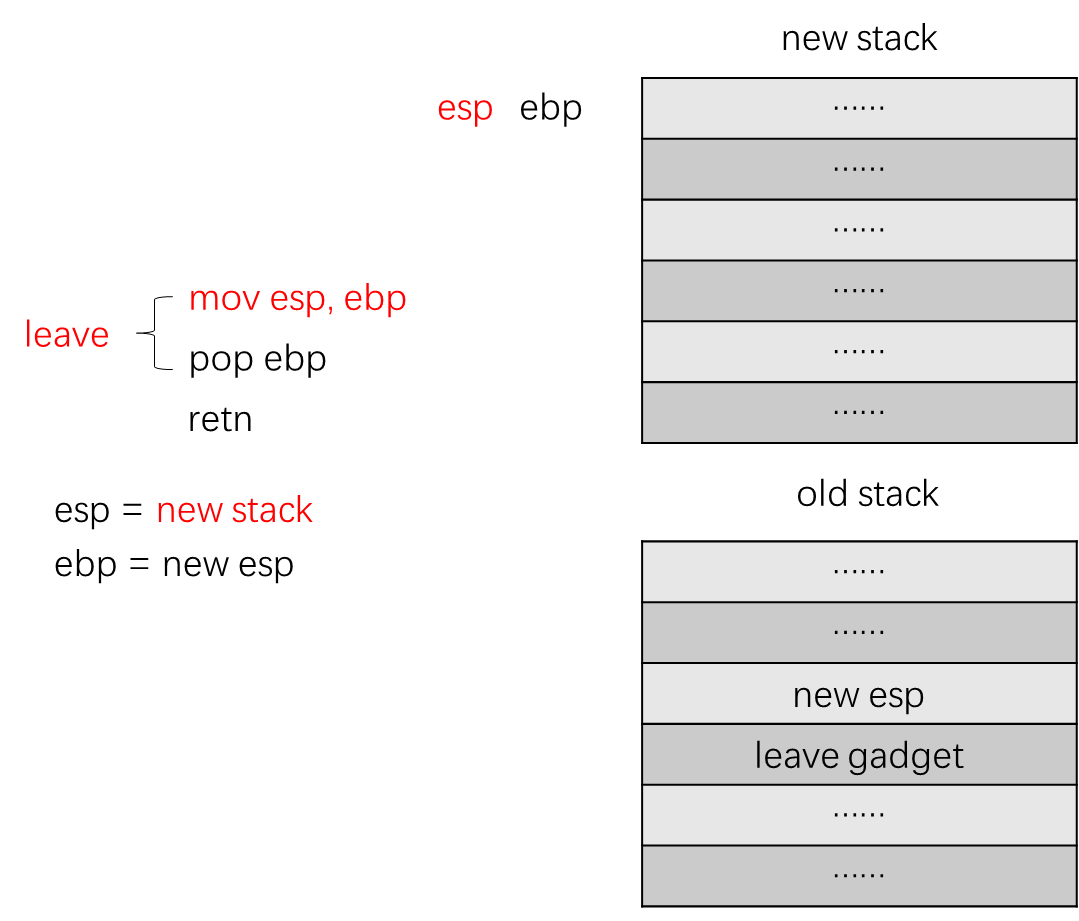 new stack
esp ebp
……
……
……
……
……
……
leave
mov esp, ebp
pop ebp
retn
esp = new stack
ebp = new esp
old stack
……
……
new esp
leave gadget
……
……